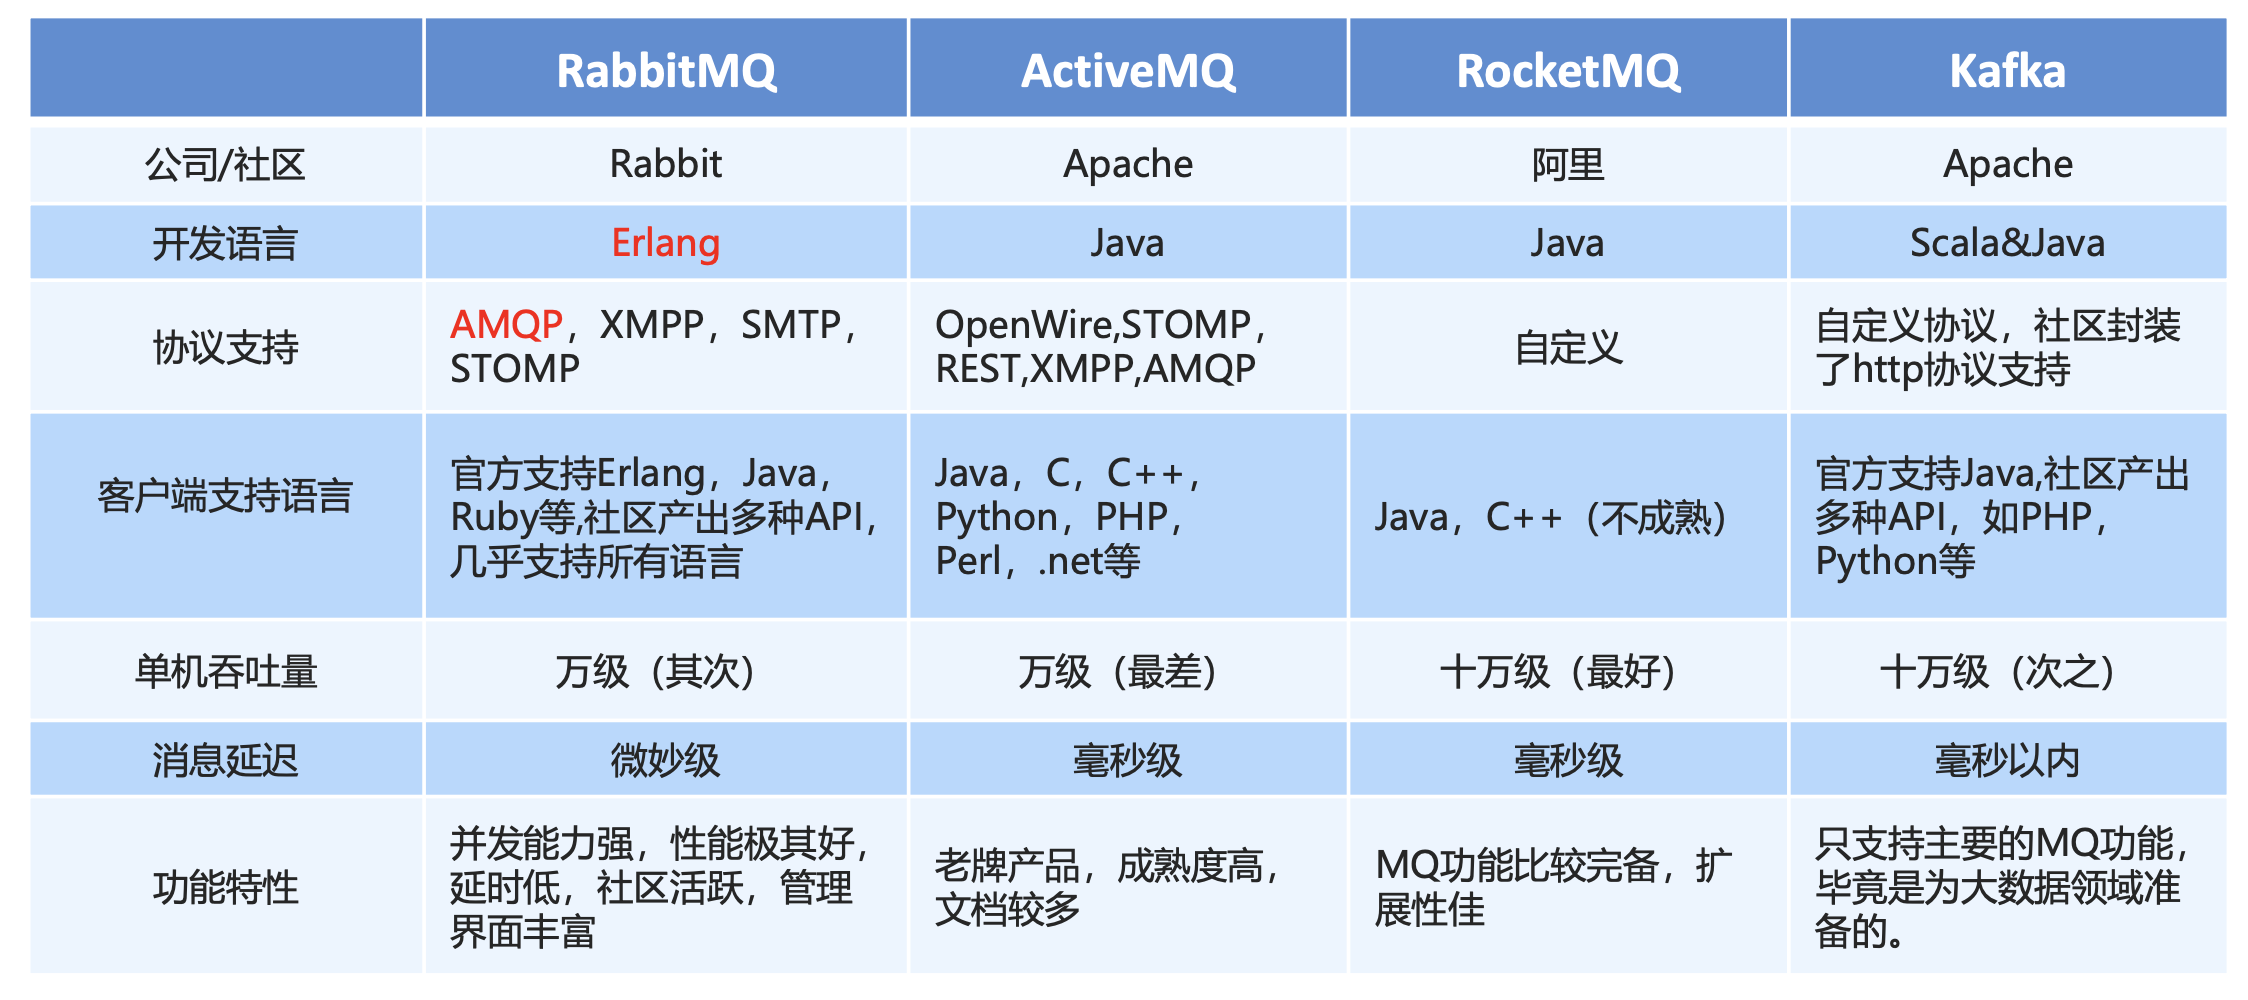 RabbitMQ
ActiveMQ
RocketMQ
Kafka
公司/社区
Rabbit
Apache
阿里
Apache
开发语言
Erlang
Java
Java
Scala&Java
协议支持
AMQP，XMPP，SMTP，
STOMP
OpenWire,STOMP，
REST,XMPP,AMQP
自定义
自定义协议，社区封装
了http协议支持
客户端支持语言
官方支持Erlang，Java，
Ruby等,社区产出多种API，
几乎支持所有语言
Java，C，C++，
Python，PHP，
Perl，.net等
Java，C++（不成熟）
官方支持Java,社区产出
多种API，如PHP，
Python等
单机吞吐量
万级（其次）
万级（最差）
十万级（最好）
十万级（次之）
消息延迟
微妙级
毫秒级
毫秒级
毫秒以内
功能特性
并发能力强，性能极其好，
延时低，社区活跃，管理
界面丰富
老牌产品，成熟度高，
文档较多
MQ功能比较完备，扩
展性佳
只支持主要的MQ功能，
毕竟是为大数据领域准
备的。